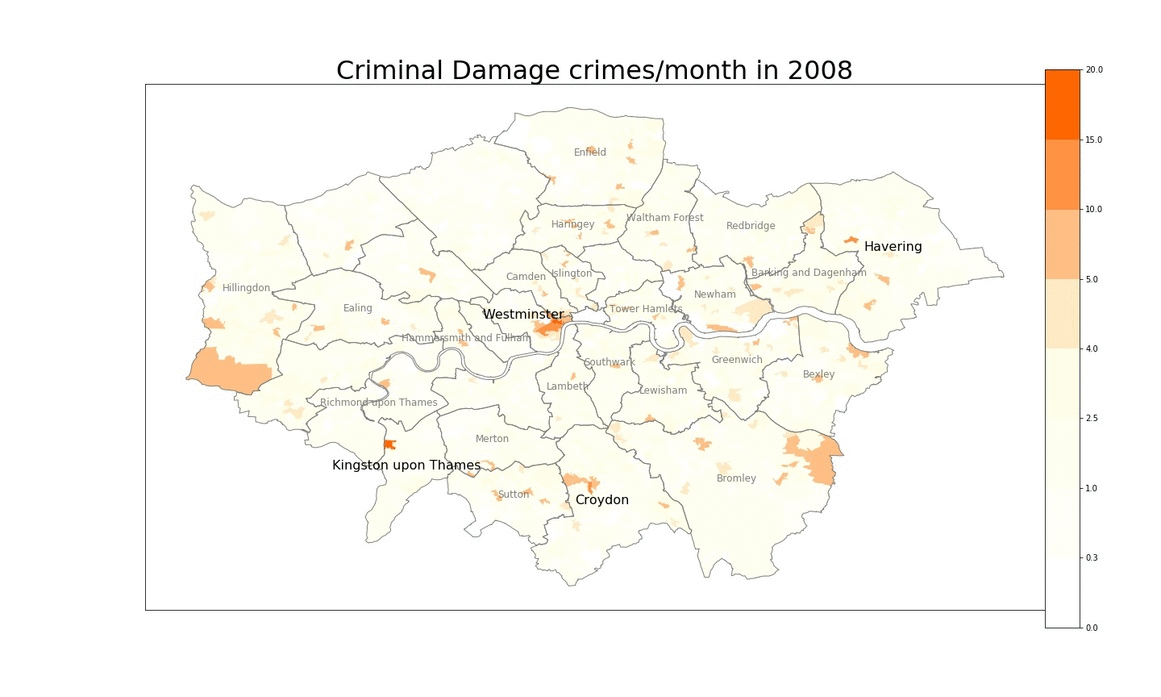 Criminal Damage crimes/month in 2008
20.0
15.0
10.0
5.0
4.0
2.5
1.0
0.3
0.0
Enfield
Haringey
Waltham Forest
Redbridge
Havering
Hillingdon
Camden
Islington
Barking and Dagenham
Ealing
Westminster
Tower Hamlets
Newham
Hammersmith and Fulham
Southwark
Greenwich
Bexley
Lambeth
Lewisham
Richmond upon Thames
Merton
Kingston upon Thames
Sutton
Croydon
Bromley